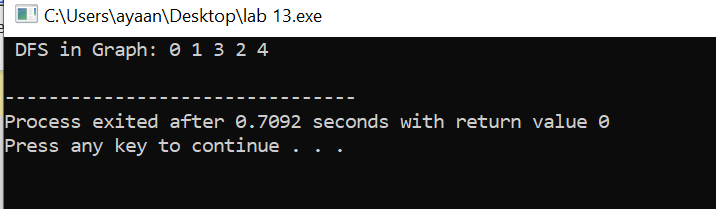 C:\Users\ayaan\Desktop\lab 13.exe
DFS in Graph: 0 1 3 2 4
--------------------------------
Process exited after 0.7092 seconds with return value 0
Press any key to continue . . .